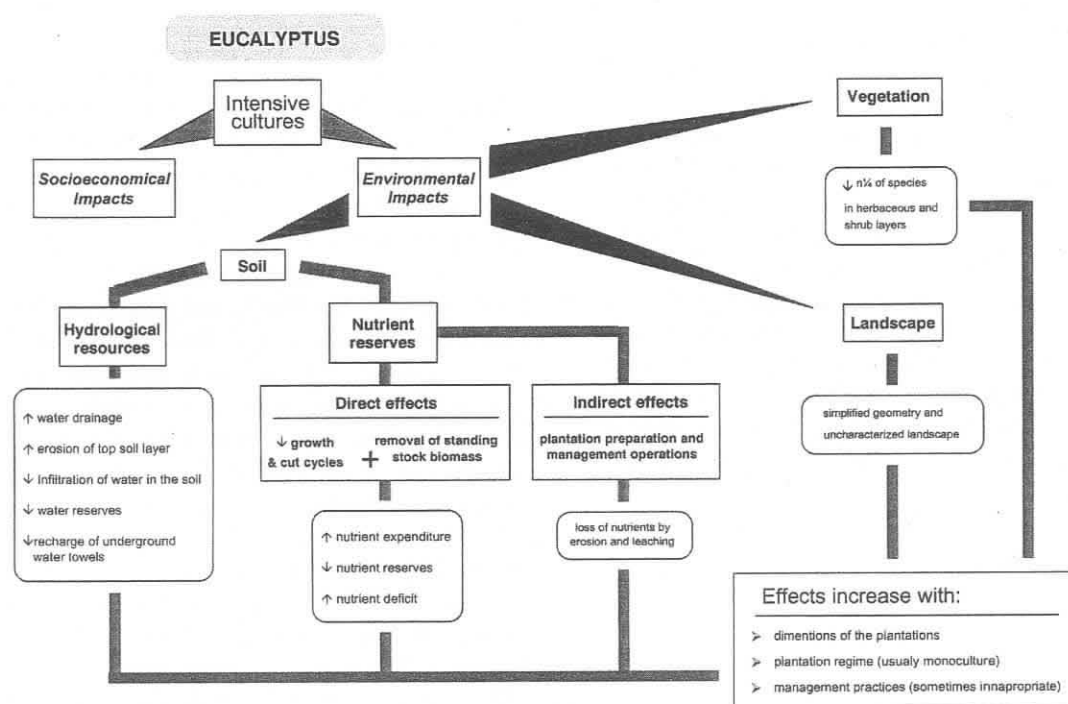 EUCALYPTUS
Intensive
cultures
Socioeconomical
Impacts
Environmental
Impacts
Vegetation
↓ n¼ of species
in herbaceous and
shrub layers
Soil
Hydrological
resources
Nutrient
reserves
Landscape
↑ water drainage
↑ erosion of top soil layer
↓ Infiltration of water in the soil
↓ water reserves
↓recharge of underground
water towels
Direct effects
↓ growth
& cut cycles
+
removal of standing
stock biomass
Indirect effects
plantation preparation and
management operations
simplified geometry and
uncharacterized landscape
↑ nutrient expenditure
↓ nutrient reserves
↑ nutrient deficit
loss of nutrients by
erosion and leaching
Effects increase with:
➢ dimentions of the plantations
➢ plantation regime (usualy monoculture)
➢ management practices (sometimes innapropriate)